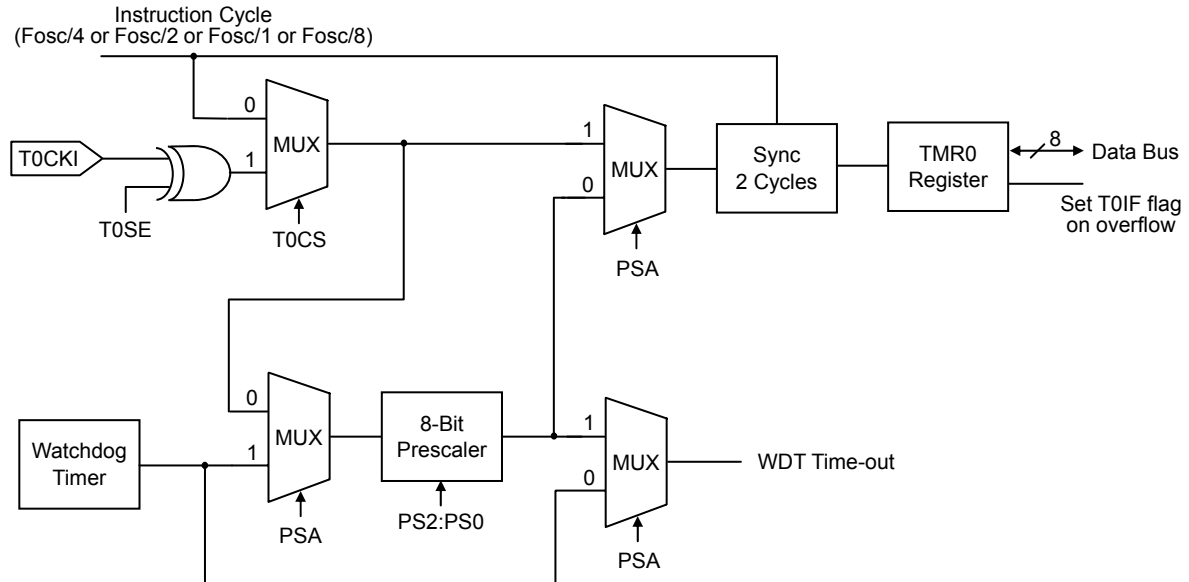 Instruction Cycle
(Fosc/4 or Fosc/2 or Fosc/1 or Fosc/8)
0
MUX
1
T0CKI
T0SE
T0CS
1
MUX
0
PSA
Sync
2 Cycles
TMR0
Register
8
Data Bus
Set T0IF flag
on overflow
0
MUX
1
Watchdog
Timer
PSA
8-Bit
Prescaler
PS2:PS0
1
MUX
0
PSA
WDT Time-out